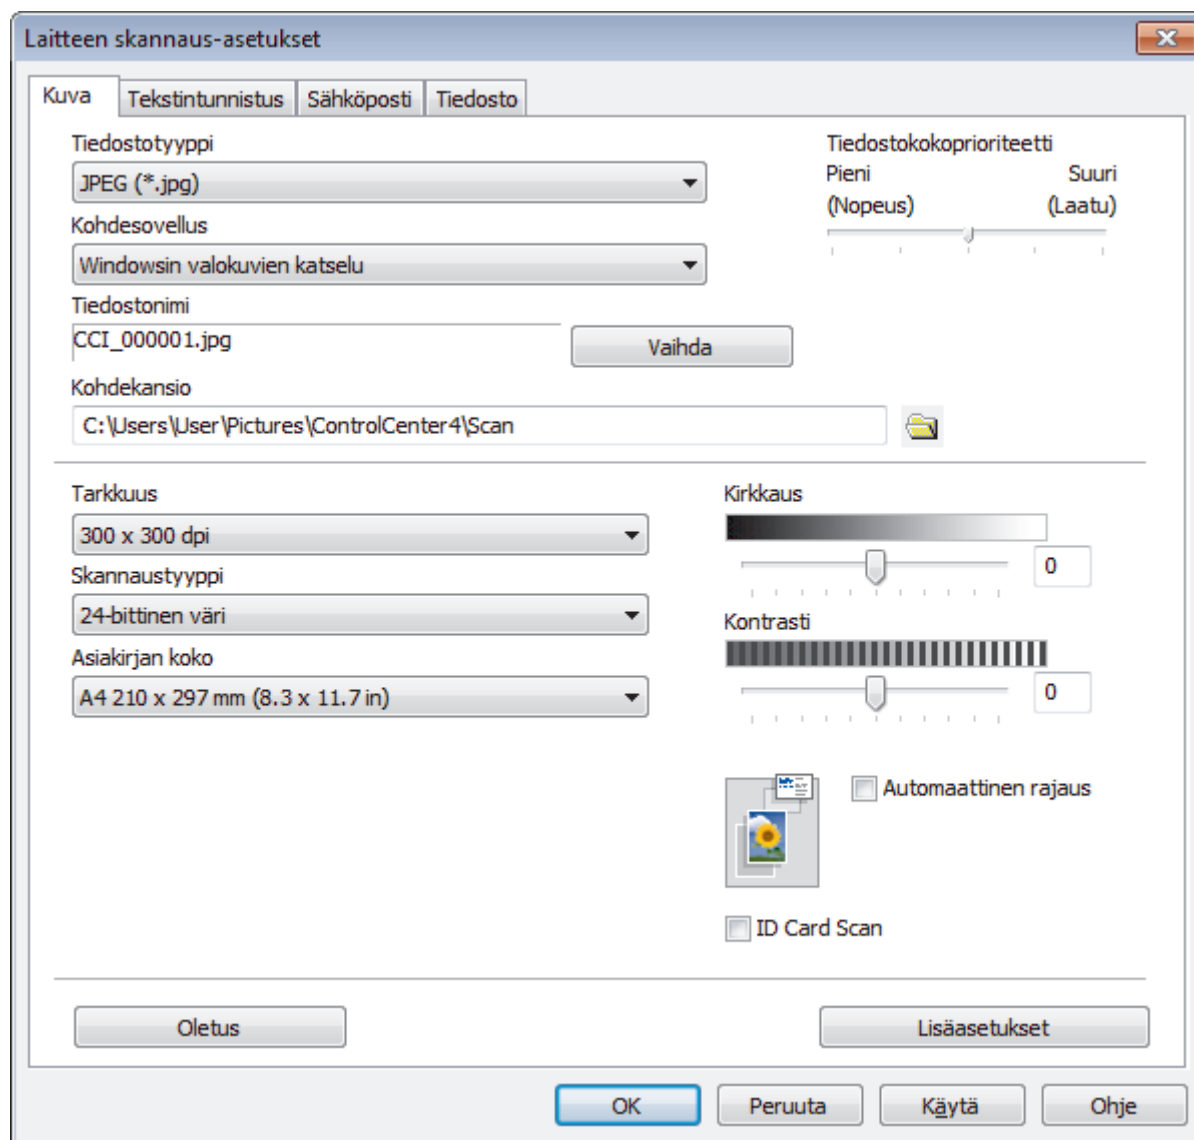 Laitteen skannaus-asetukset
Kuva Tekstintunnistus Sähköposti Tiedosto
Tiedostotyyppi
JPEG (*.jpg)
Kohdesovellus
Windowsin valokuvien katselu
Tiedostonimi
CCI_000001.jpg
Vaihda
Kohdekansio
C:\Users\User\Pictures\ControlCenter4\Scan
Tiedostokokoprioriteetti
Pieni Suuri
(Nopeus) (Laatu)
Tarkkuus
300 x 300 dpi
Skannaustyyppi
24-bittinen väri
Asiakirjan koko
A4 210 x 297 mm (8.3 x 11.7 in)
Kirkkaus
0
Kontrasti
0
Automaattinen rajaus
ID Card Scan
Oletus Lisäasetukset
OK Peruuta Käytä Ohje